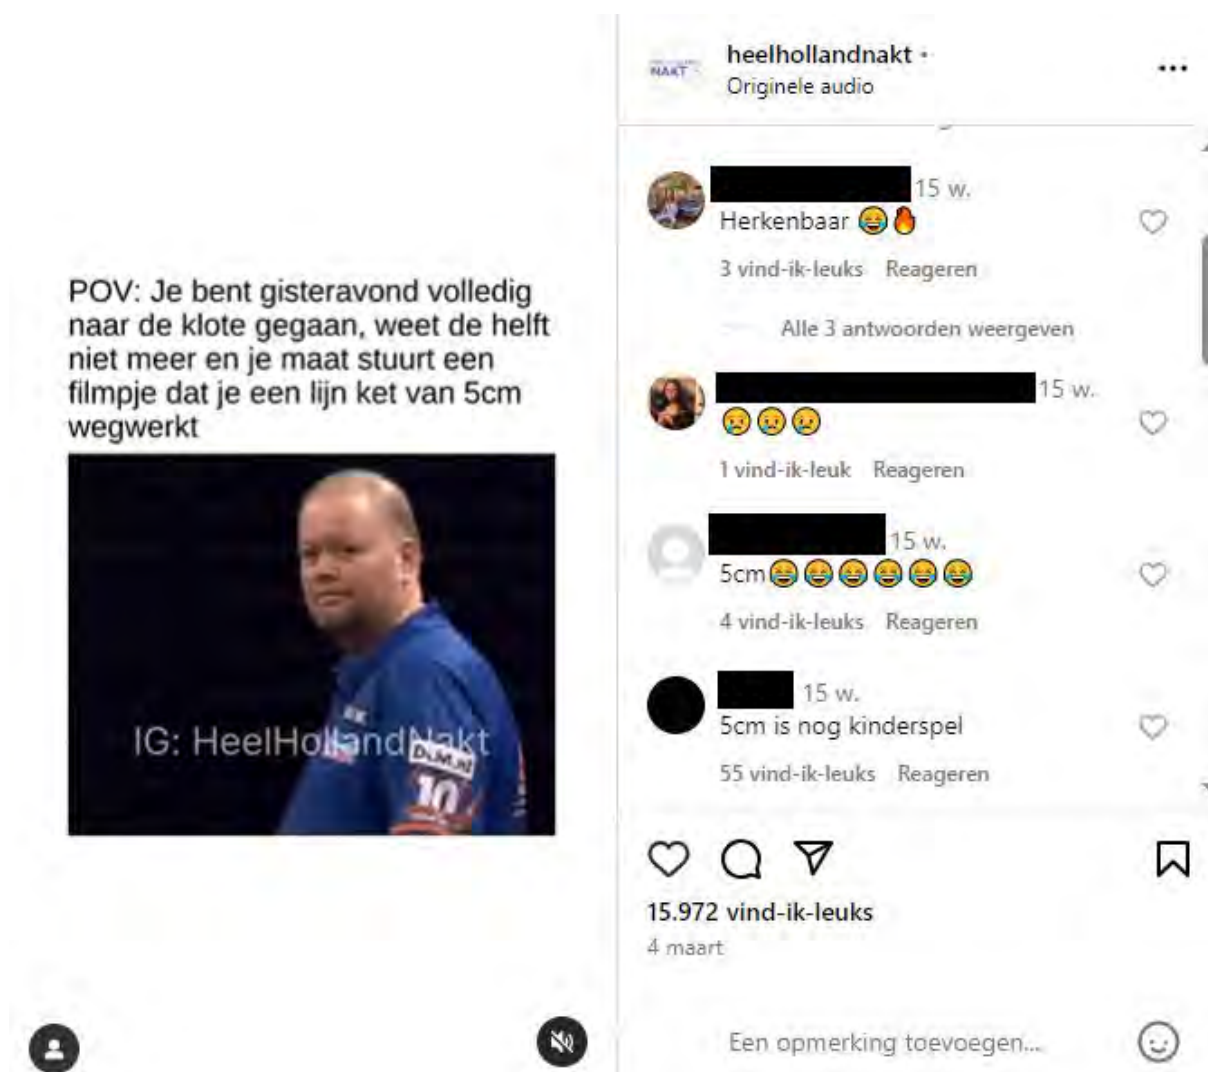 POV: Je bent gisteravond volledig
naar de klote gegaan, weet de helft
niet meer en je maat stuurt een
filmpje dat je een lijn ket van 5cm
wegwerkt
IG: HeelHollandNakt
10
heelhollandnakt •
NAKT
Originele audio
15 w.
Herkenbaar 😂🔥
3 vind-ik-leuks Reageren
Alle 3 antwoorden weergeven
15 w.
😢😢😢
1 vind-ik-leuk Reageren
15 w.
5cm😂😂😂😂😂😂
4 vind-ik-leuks Reageren
15 w.
5cm is nog kinderspel
55 vind-ik-leuks Reageren
15.972 vind-ik-leuks
4 maart
Een opmerking toevoegen...